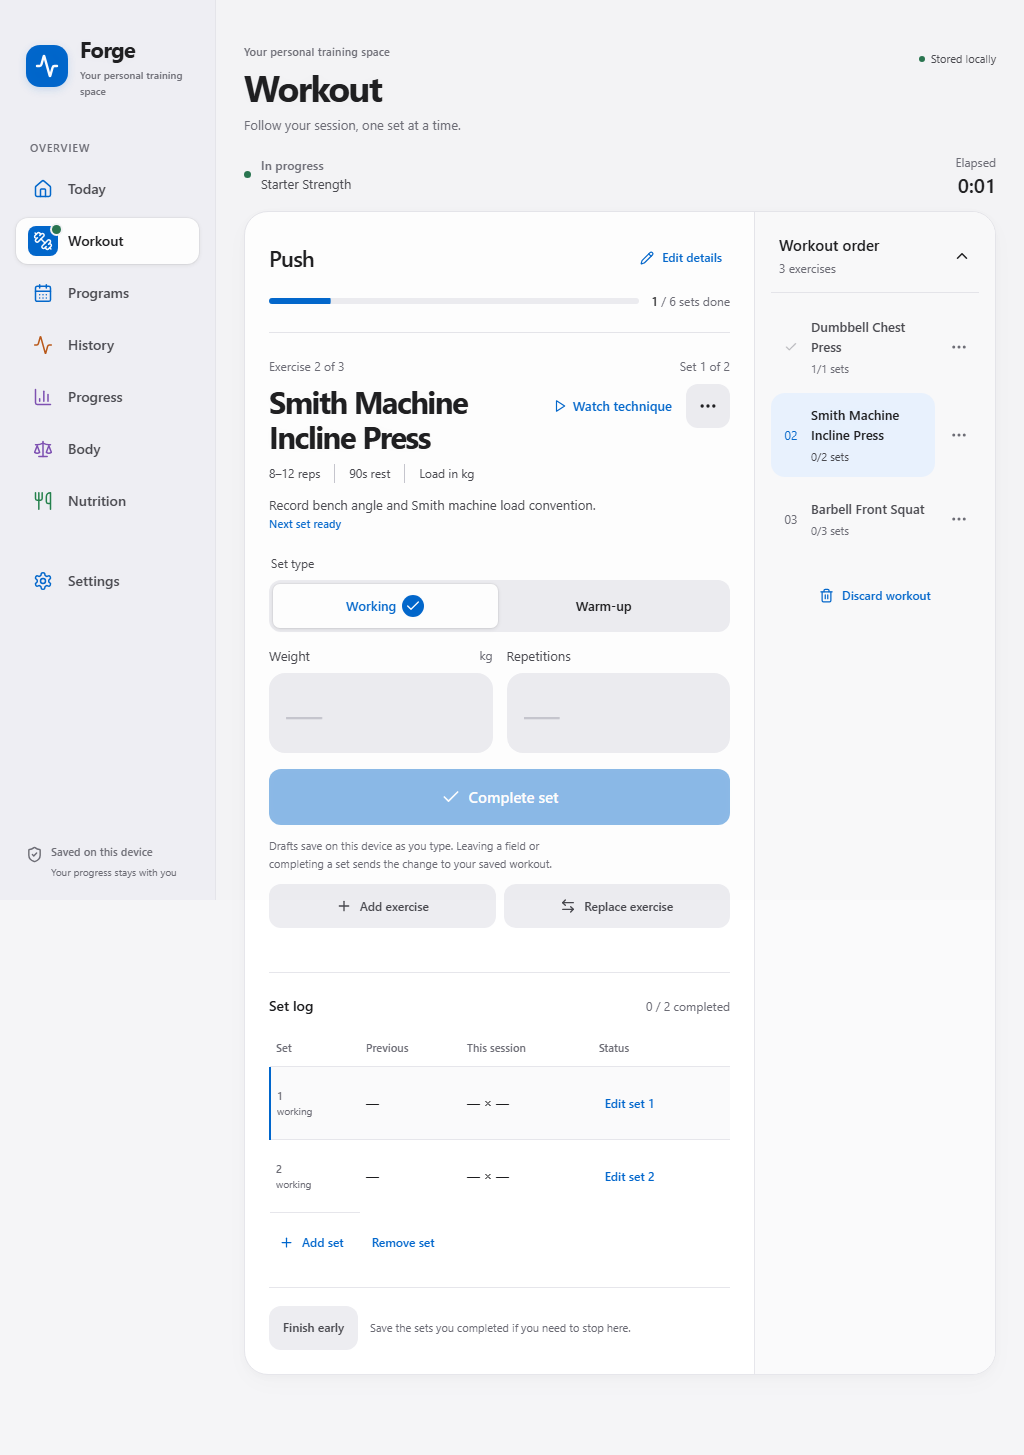 Forge
Your personal training
space
OVERVIEW
Today
Workout
Programs
History
Progress
Body
Nutrition
Settings
Saved on this device
Your progress stays with you
Your personal training space
Workout
Follow your session, one set at a time.
Stored locally
In progress
Starter Strength
Elapsed
0:01
Push
Edit details
1 / 6 sets done
Exercise 2 of 3
Set 1 of 2
Smith Machine
Incline Press
Watch technique
8–12 reps
90s rest
Load in kg
Record bench angle and Smith machine load convention.
Next set ready
Set type
Working
Warm-up
Weight
kg
Repetitions
Complete set
Drafts save on this device as you type. Leaving a field or
completing a set sends the change to your saved workout.
Add exercise
Replace exercise
Set log
0 / 2 completed
Set
Previous
This session
Status
1
working
—
— × —
Edit set 1
2
working
—
— × —
Edit set 2
Add set
Remove set
Finish early
Save the sets you completed if you need to stop here.
Workout order
3 exercises
Dumbbell Chest
Press
1/1 sets
02
Smith Machine
Incline Press
0/2 sets
03
Barbell Front Squat
0/3 sets
Discard workout